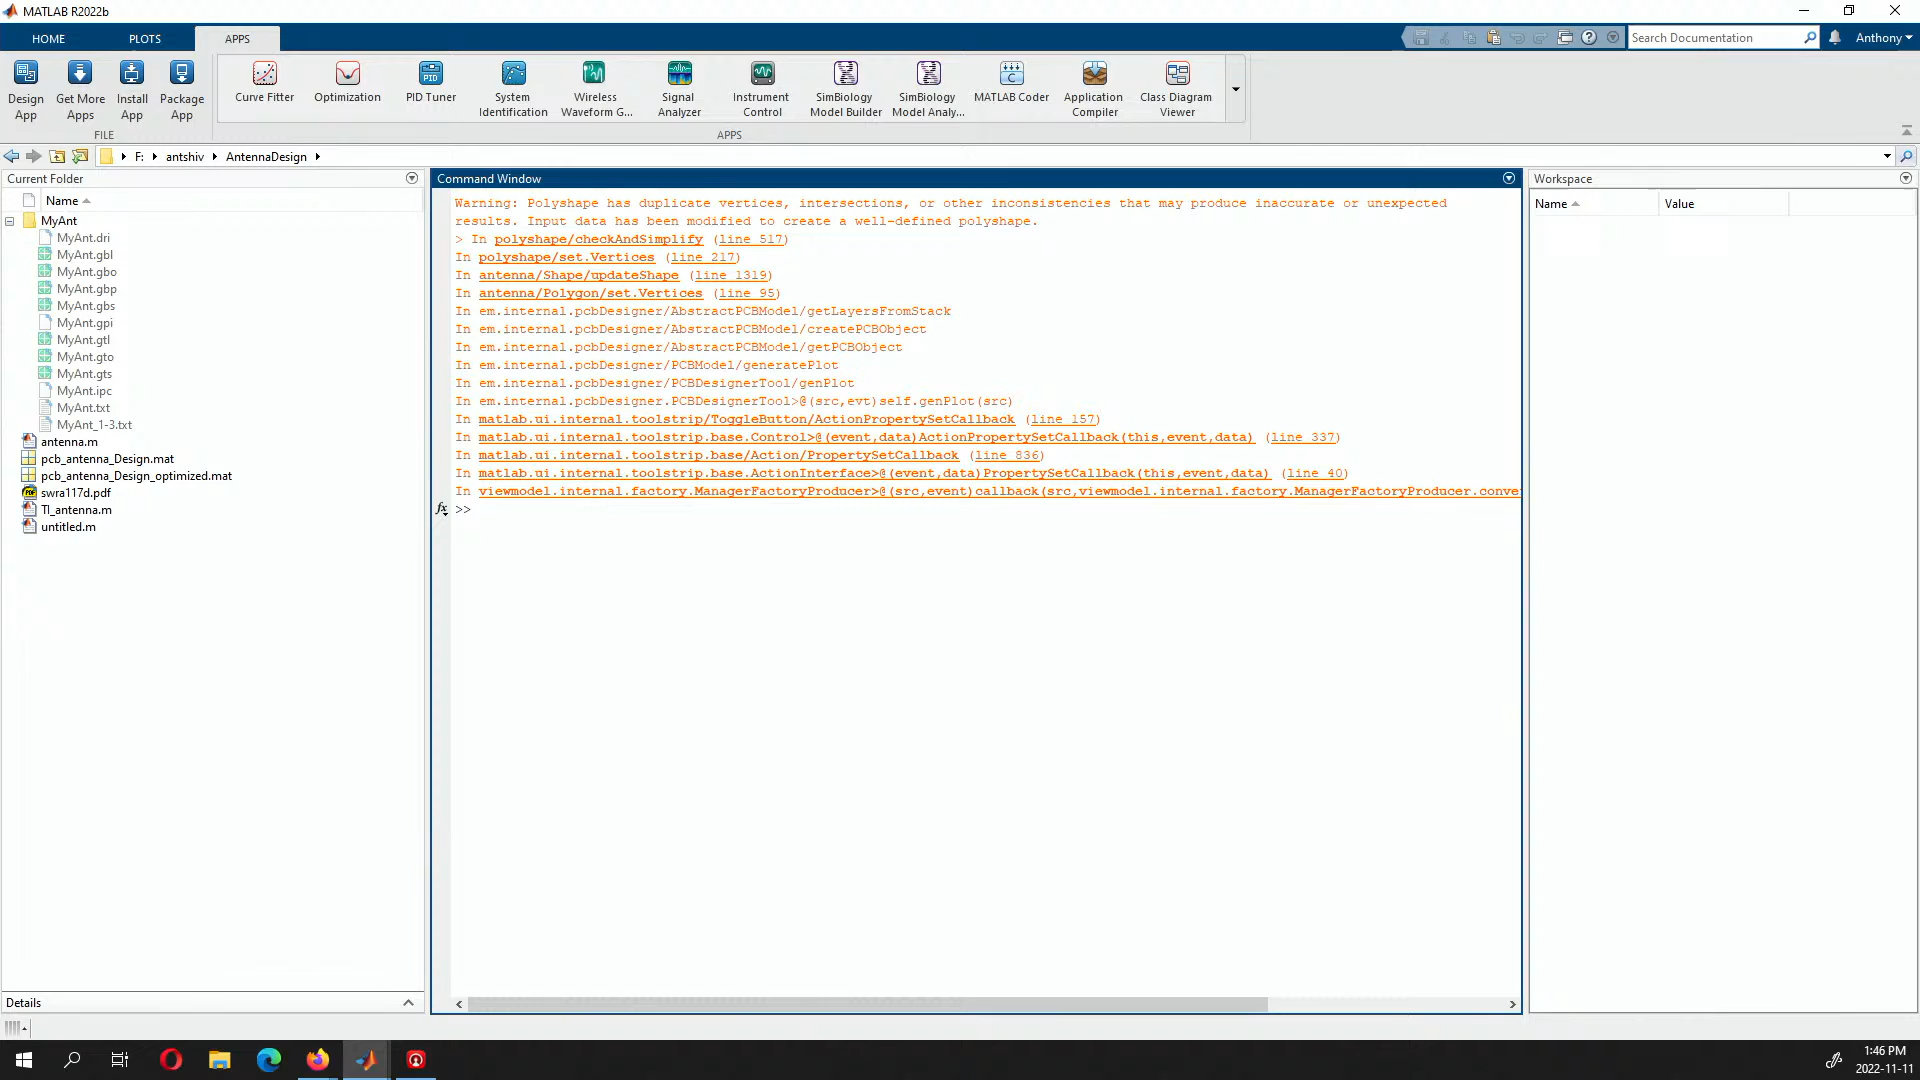 MATLAB R2022b
HOME
PLOTS
APPS
Search Documentation
Anthony
Design App
Get More Apps
Install App
Package App
Curve Fitter
Optimization
PID Tuner
System Identification
Wireless Waveform G...
Signal Analyzer
Instrument Control
SimBiology Model Builder
SimBiology Model Analy...
MATLAB Coder
Application Compiler
Class Diagram Viewer
FILE
APPS
F: antshiv AntennaDesign
Current Folder
Name
MyAnt
MyAnt.dri
MyAnt.gbl
MyAnt.gbo
MyAnt.gbp
MyAnt.gbs
MyAnt.gpi
MyAnt.gtl
MyAnt.gto
MyAnt.gts
MyAnt.ipc
MyAnt.txt
MyAnt_1-3.txt
antenna.m
pcb_antenna_Design.mat
pcb_antenna_Design_optimized.mat
swra117d.pdf
TI_antenna.m
untitled.m
Details
Command Window
Warning: Polyshape has duplicate vertices, intersections, or other inconsistencies that may produce inaccurate or unexpected
results. Input data has been modified to create a well-defined polyshape.
> In polyshape/checkAndSimplify (line 517)
In polyshape/set.Vertices (line 217)
In antenna/Shape/updateShape (line 1319)
In antenna/Polygon/set.Vertices (line 95)
In em.internal.pcbDesigner/AbstractPCBModel/getLayersFromStack
In em.internal.pcbDesigner/AbstractPCBModel/createPCBObject
In em.internal.pcbDesigner/AbstractPCBModel/getPCBObject
In em.internal.pcbDesigner/PCBModel/generatePlot
In em.internal.pcbDesigner/PCBDesignerTool/genPlot
In em.internal.pcbDesigner.PCBDesignerTool>@(src,evt)self.genPlot(src)
In matlab.ui.internal.toolstrip/ToggleButton/ActionPropertySetCallback (line 157)
In matlab.ui.internal.toolstrip.base.Control>@(event,data)ActionPropertySetCallback(this,event,data) (line 337)
In matlab.ui.internal.toolstrip.base/Action/PropertySetCallback (line 836)
In matlab.ui.internal.toolstrip.base.ActionInterface>@(event,data)PropertySetCallback(this,event,data) (line 40)
In viewmodel.internal.factory.ManagerFactoryProducer>@(src,event)callback(src,viewmodel.internal.factory.ManagerFactoryProducer.conve
fx >>
Workspace
Name Value
1:46 PM
2022-11-11